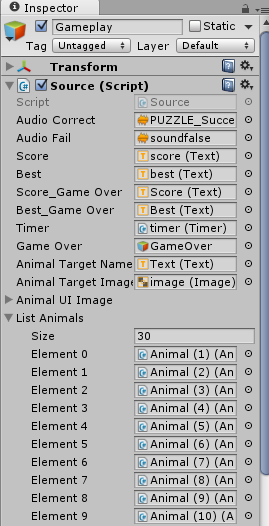 Inspector
Gameplay Static
Tag Untagged Layer Default
Transform
Source (Script)
Script Source
Audio Correct PUZZLE_Succe
Audio Fail soundfalse
Score score (Text)
Best best (Text)
Score_Game Over Score (Text)
Best_Game Over Best (Text)
Timer timer (Timer)
Game Over GameOver
Animal Target Name Text (Text)
Animal Target Image image (Image)
Animal UI Image
List Animals
Size 30
Element 0 Animal (1) (An
Element 1 Animal (2) (An
Element 2 Animal (3) (An
Element 3 Animal (4) (An
Element 4 Animal (5) (An
Element 5 Animal (6) (An
Element 6 Animal (7) (An
Element 7 Animal (8) (An
Element 8 Animal (9) (An
Element 9 Animal (10) (A